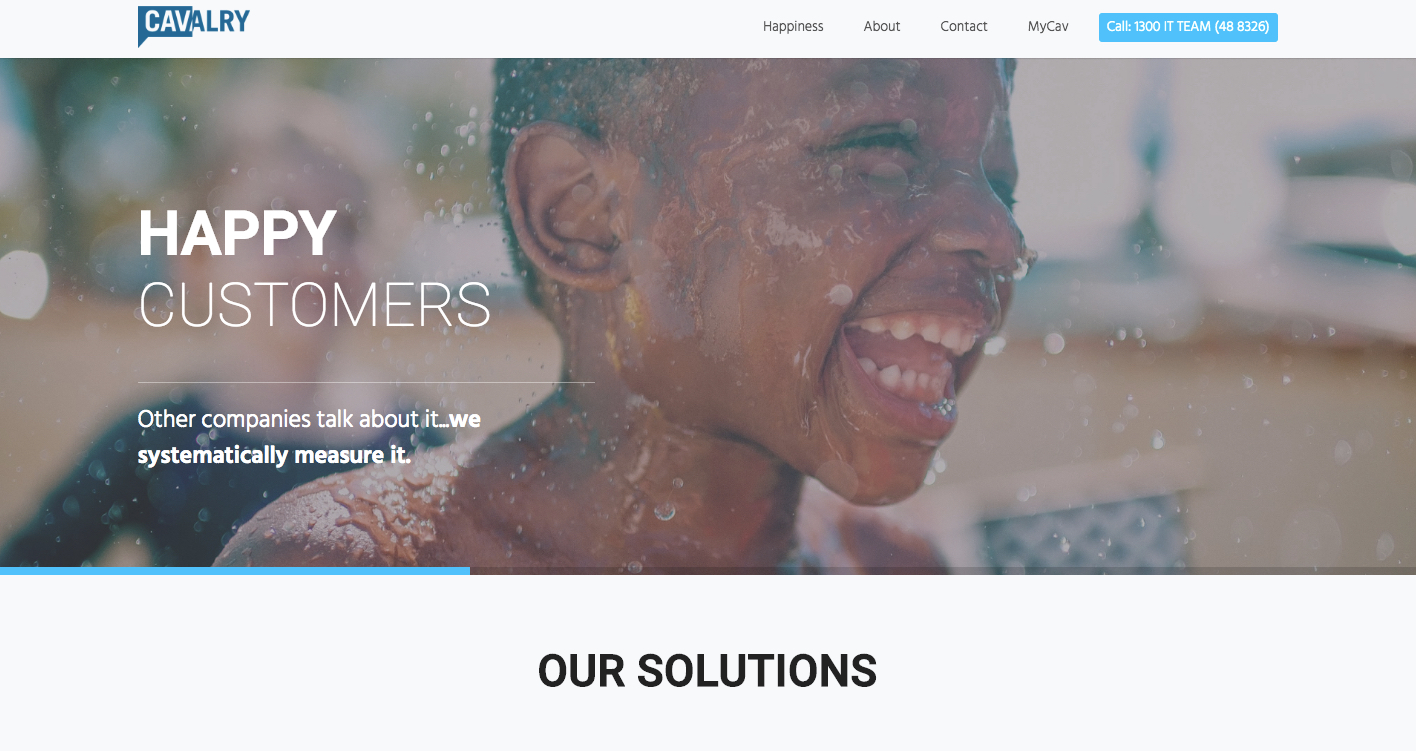 CAVALRY
Happiness
About
Contact
MyCav
Call: 1300 IT TEAM (48 8326)
HAPPY
CUSTOMERS
Other companies talk about it...we
systematically measure it.
OUR SOLUTIONS